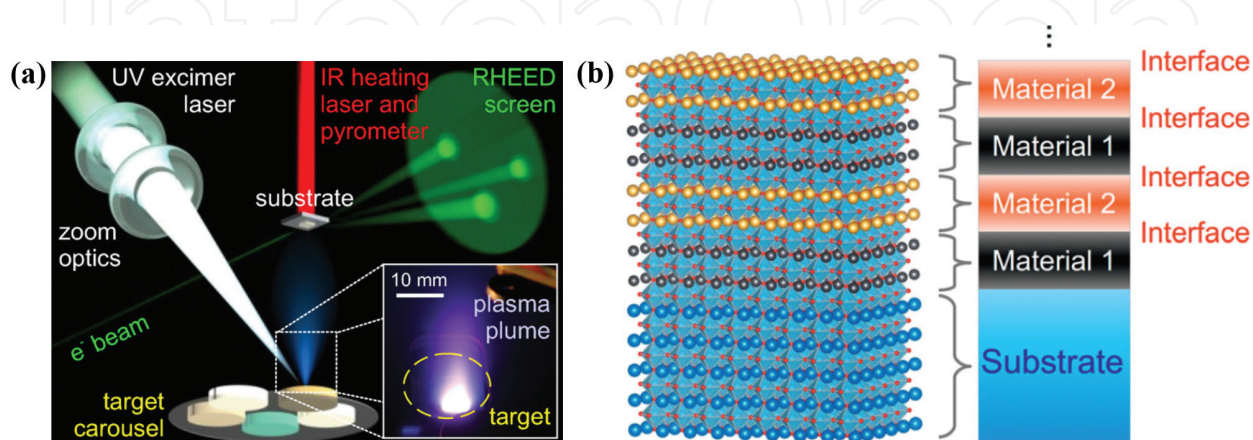 (a)
UV excimer
laser
IR heating
laser and
pyrometer
RHEED
screen
substrate
zoom
optics
e⁻ beam
target
carousel
10 mm
plasma
plume
target
(b)
⋮
Interface
Material 2
Interface
Material 1
Interface
Material 2
Interface
Material 1
Substrate